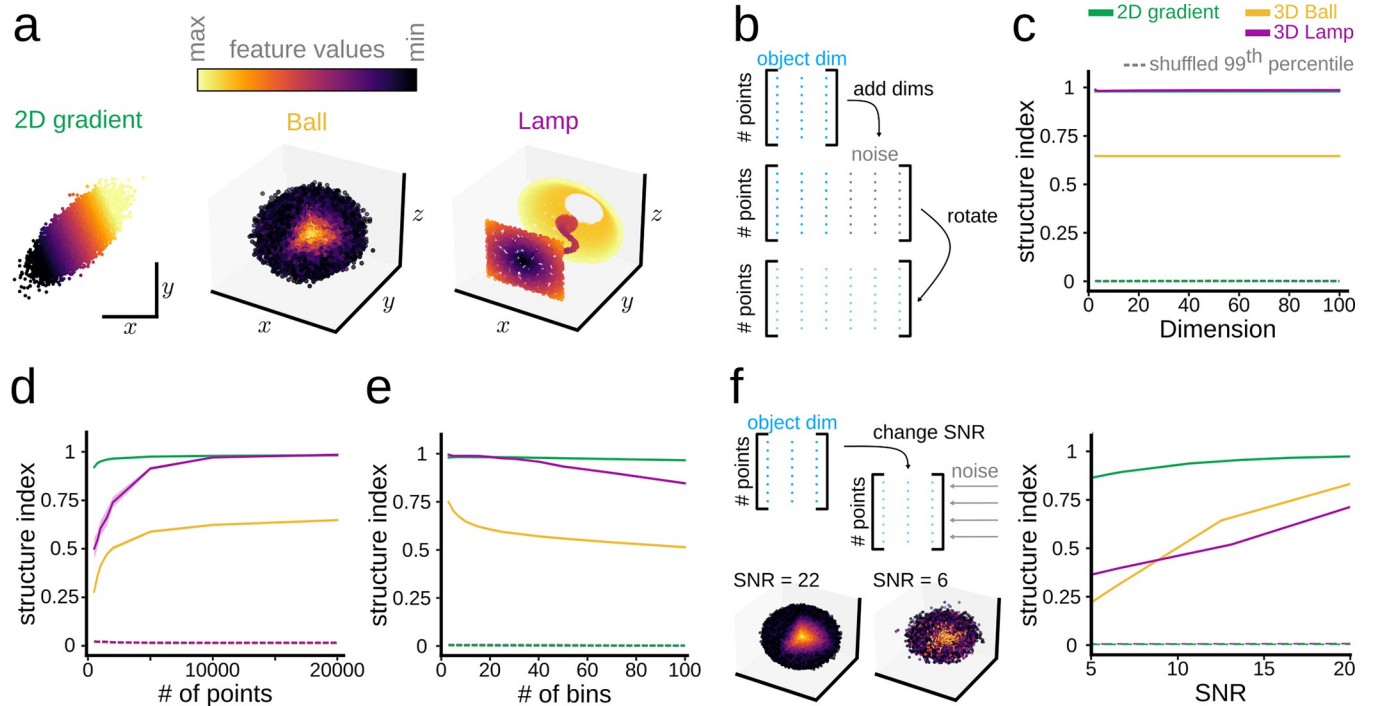 a
max
feature values
min
2D gradient
Ball
Lamp
y
x
z
y
x
z
y
x
b
object dim
# points
add dims
noise
# points
rotate
# points
c
2D gradient
3D Ball
3D Lamp
shuffled 99th percentile
structure index
1
0.75
0.5
0.25
0
0 20 40 60 80 100
Dimension
d
structure index
1
0.75
0.5
0.25
0
0 10000 20000
# of points
e
structure index
1
0.75
0.5
0.25
0
0 20 40 60 80 100
# of bins
f
object dim
# points
change SNR
noise
# points
SNR = 22
SNR = 6
structure index
1
0.75
0.5
0.25
0
5 10 15 20
SNR